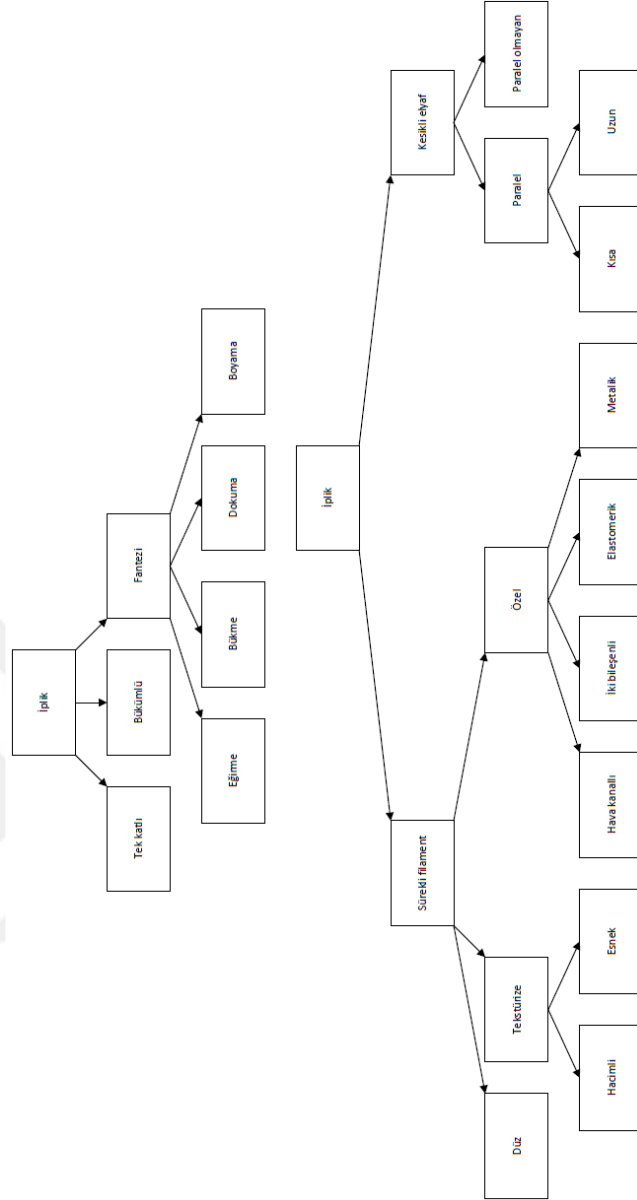 İplik
Tek katlı
Bükümlü
Fantezi
Eğirme
Bükme
Dokuma
Boyama
İplik
Sürekli filament
Kesikli elyaf
Düz
Tekstürize
Özel
Paralel
Paralel olmayan
Hacimli
Esnek
Hava kanallı
İki bileşenli
Elastomerik
Metalik
Kısa
Uzun